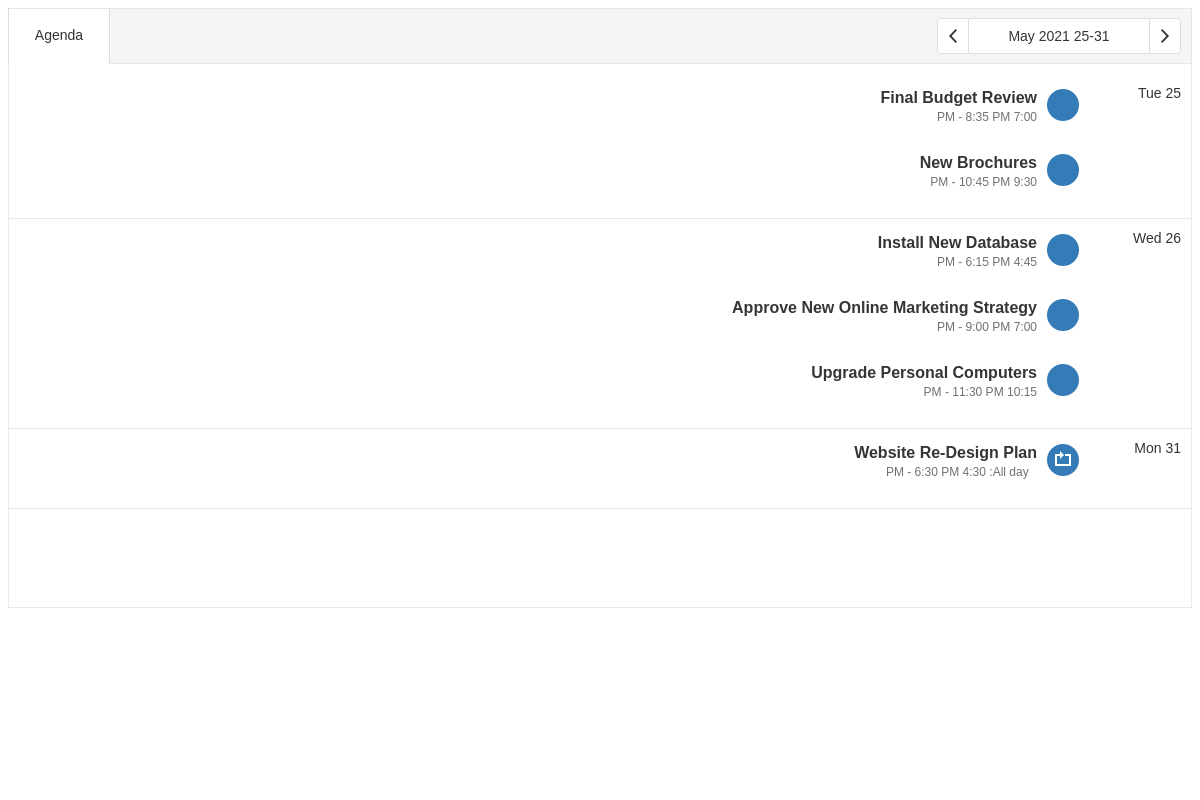 Agenda
May 2021 25-31
Tue 25
Final Budget Review
PM - 8:35 PM 7:00
New Brochures
PM - 10:45 PM 9:30
Wed 26
Install New Database
PM - 6:15 PM 4:45
Approve New Online Marketing Strategy
PM - 9:00 PM 7:00
Upgrade Personal Computers
PM - 11:30 PM 10:15
Mon 31
Website Re-Design Plan
PM - 6:30 PM 4:30 :All day